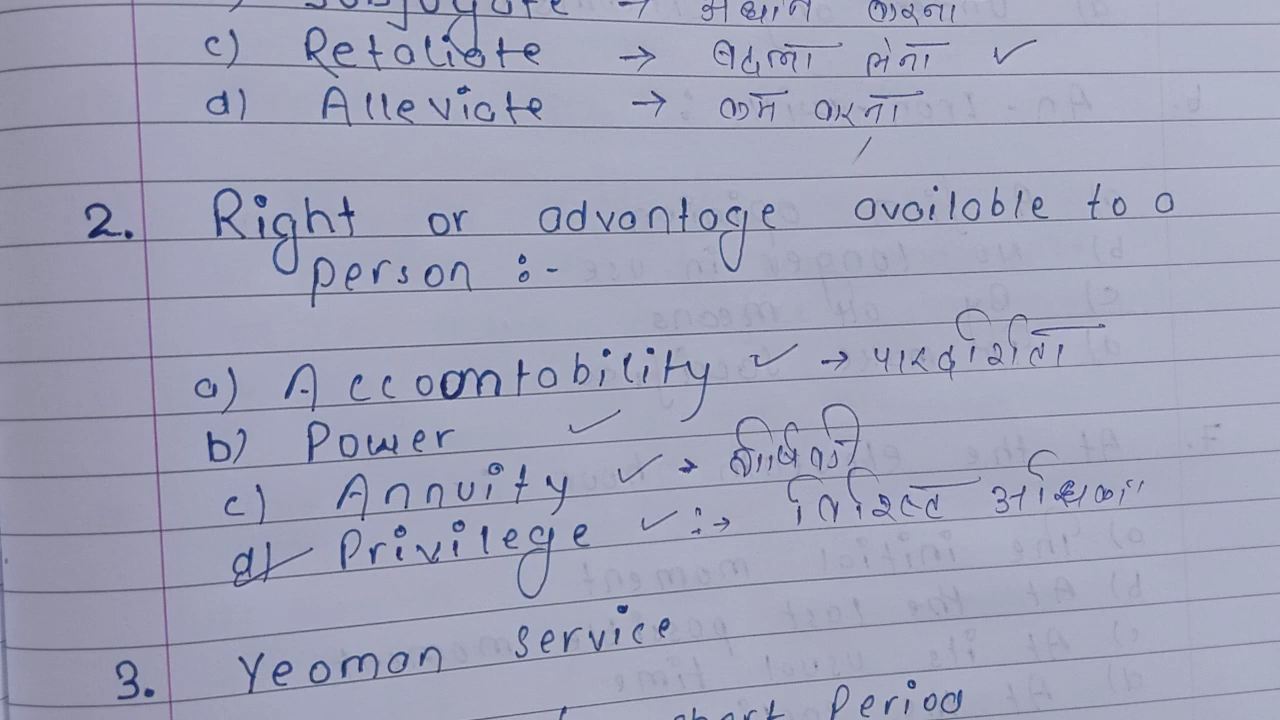 c) Retaliate → बदला लेना ✓
d) Alleviate → कम करना
2. Right or advantage available to a
person :-
a) Accountability ✓ → पारदर्शिता
b) Power ✓
c) Annuity ✓ → वार्षिकी
d) Privilege ✓ :→ विशिस्ट अधिका
3. Yeoman service
Period